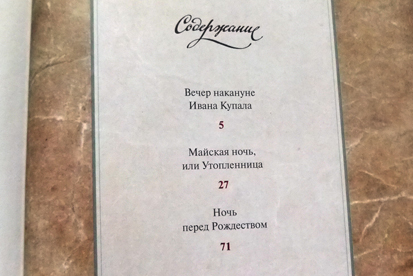 Содержание
Вечер накануне
Ивана Купала
5
Майская ночь,
или Утопленница
27
Ночь
перед Рождеством
71